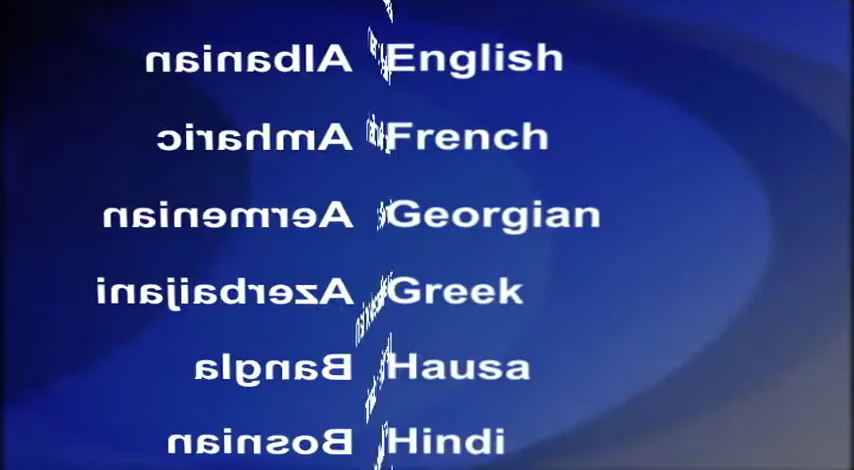 Albanian English
Amharic French
Aermenian Georgian
Azerbaijani Greek
Bangla Hausa
Bosnian Hindi